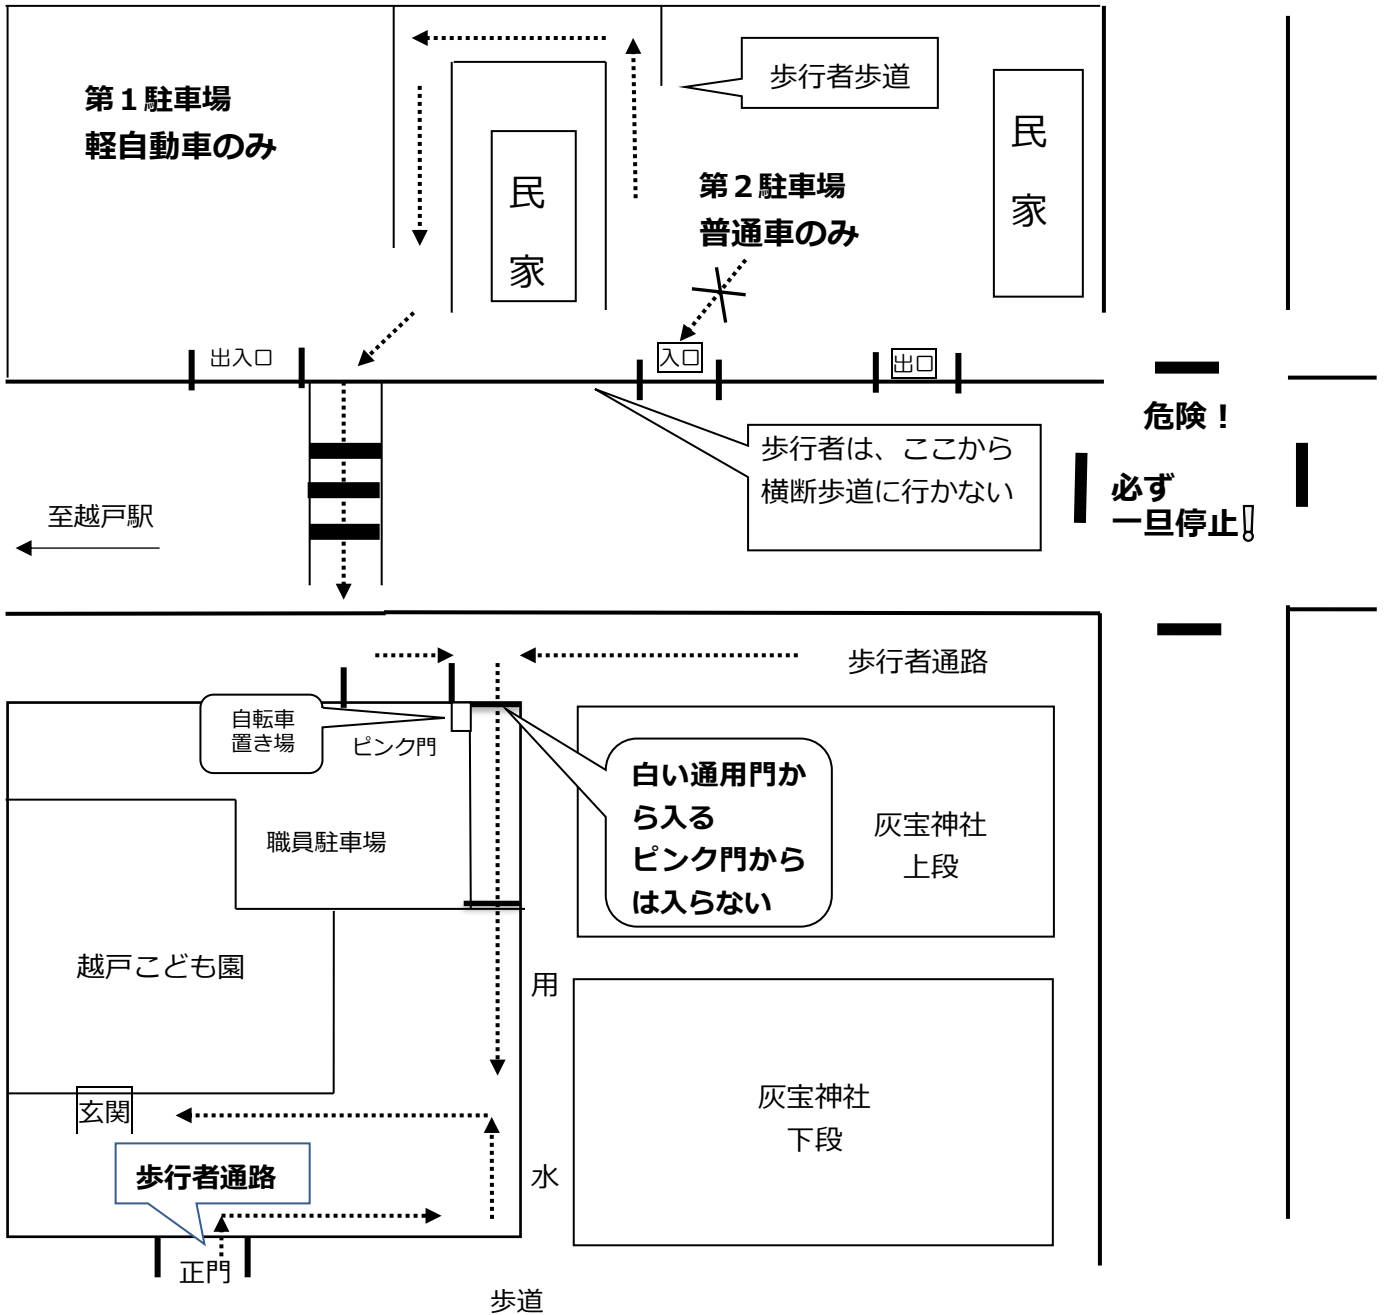 歩行者歩道
第１駐車場
軽自動車のみ
民
家
第２駐車場
普通車のみ
民
家
出入口
入口
出口
危険！
歩行者は、ここから
横断歩道に行かない
必ず
一旦停止‼
至越戸駅
歩行者通路
自転車
置き場
ピンク門
白い通用門か
ら入る
ピンク門から
は入らない
職員駐車場
灰宝神社
上段
越戸こども園
用
水
灰宝神社
下段
玄関
歩行者通路
正門
歩道